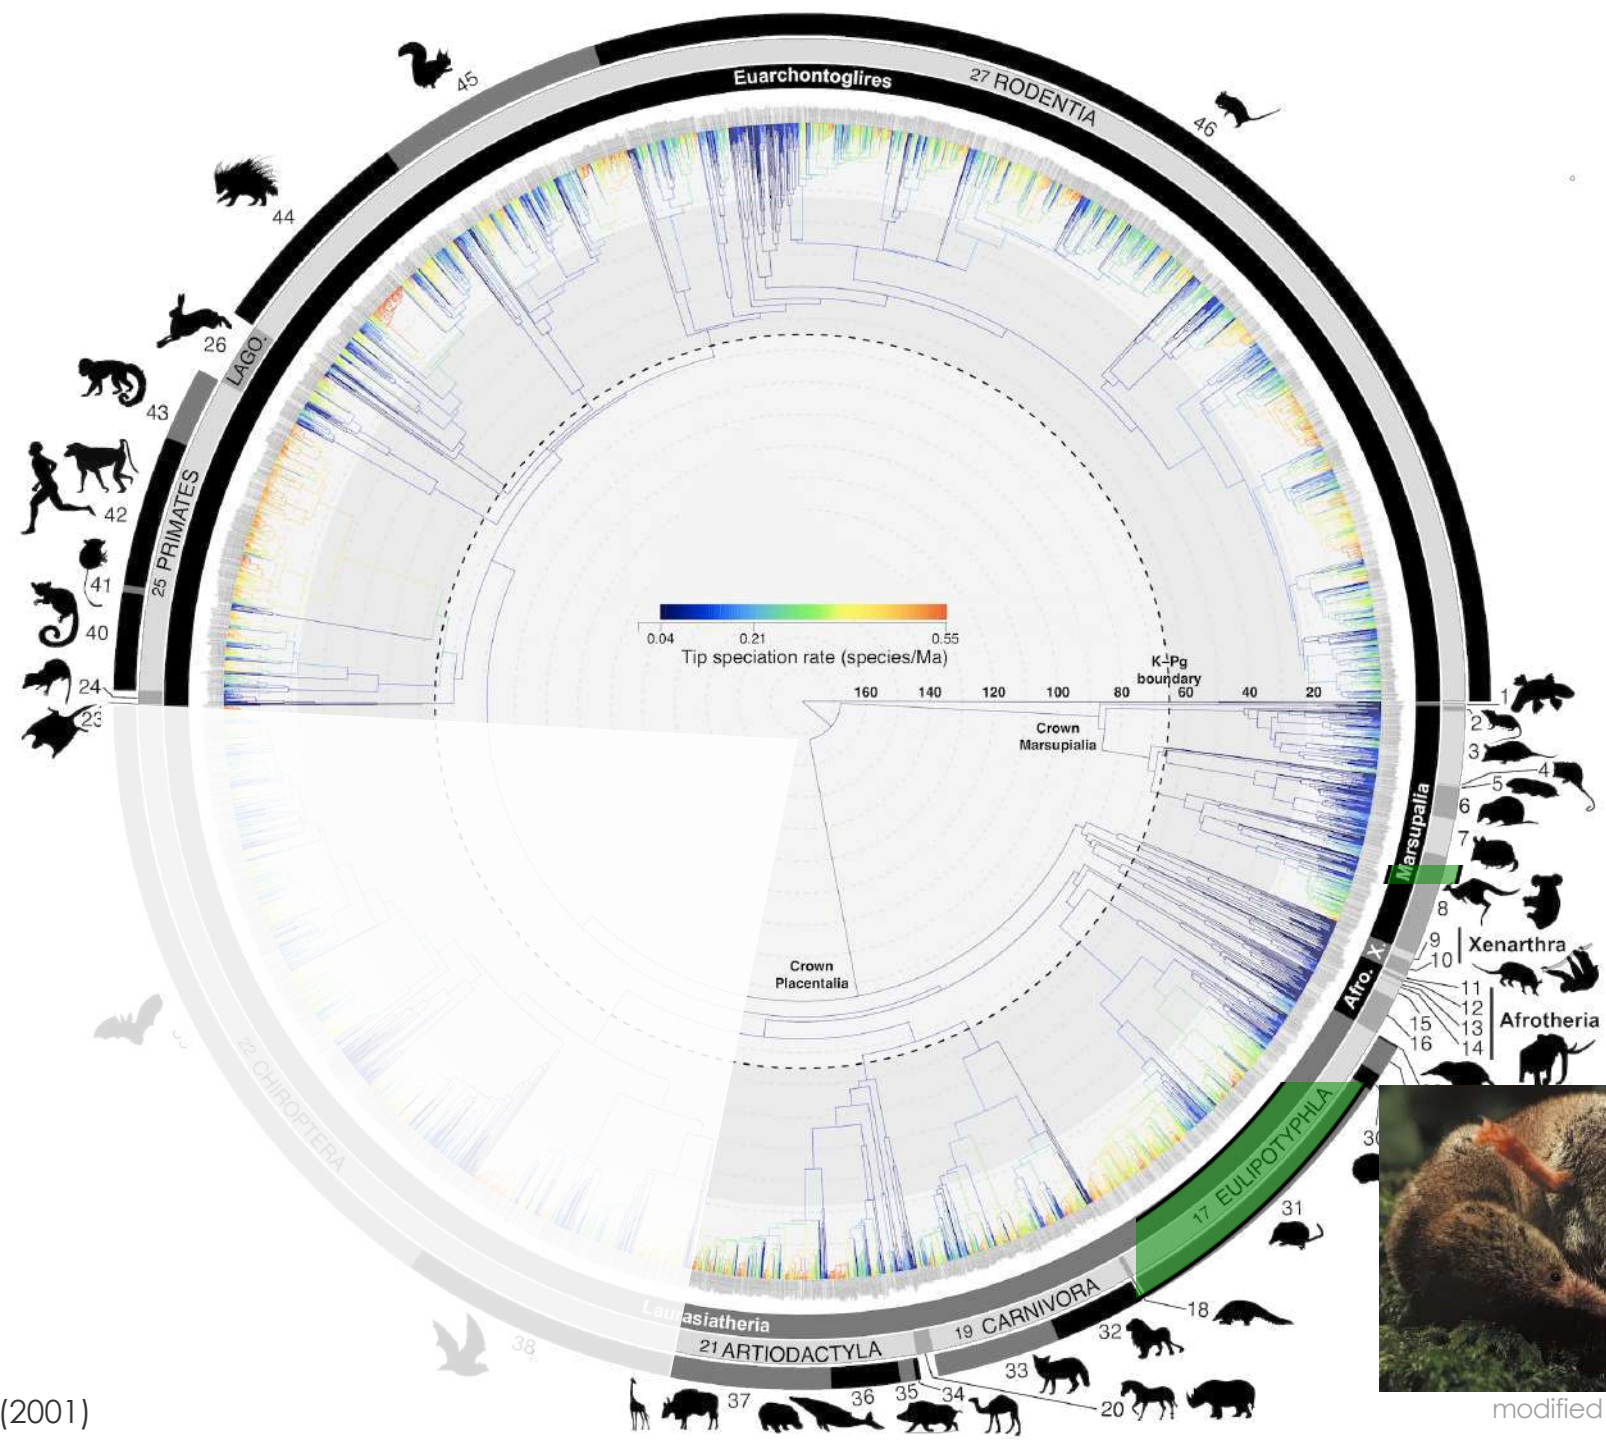 Euarchontoglires
27 RODENTIA
45
46
44
26
LAGO.
43
42
25 PRIMATES
41
40
24
23
0.04 0.21 0.55
Tip speciation rate (species/Ma)
K-Pg
boundary
160 140 120 100 80 60 40 20
Crown
Marsupialia
1
2
3
4
5
6
7
Marsupalia
8
9
10
Xenarthra
X.
Afro.
11
12
13
14
15
16
Afrotheria
Crown
Placentalia
30
31
17 EULIPOTYPHLA
22 CHIROPTERA
18
19 CARNIVORA
32
33
Laurasiatheria
21 ARTIODACTYLA
38
37
36
35
34
20
(2001)
modified